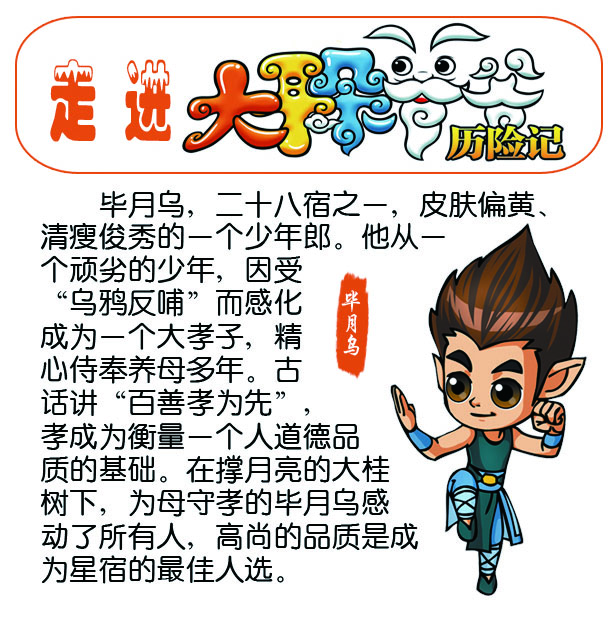 走进大
历险记
毕月乌，二十八宿之一，皮肤偏黄、
清瘦俊秀的一个少年郎。他从一
个顽劣的少年，因受
“乌鸦反哺”而感化
成为一个大孝子，精
心侍奉养母多年。古
话讲“百善孝为先”，
孝成为衡量一个人道德品
质的基础。在撑月亮的大桂
树下，为母守孝的毕月乌感
动了所有人，高尚的品质是成
为星宿的最佳人选。
毕月乌